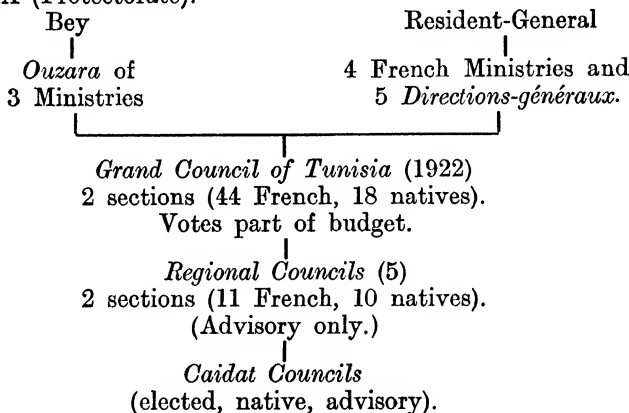 (Protectorate).
Bey Resident-General
Ouzara of 4 French Ministries and
3 Ministries 5 Directions-généraux.
Grand Council of Tunisia (1922)
2 sections (44 French, 18 natives).
Votes part of budget.
Regional Councils (5)
2 sections (11 French, 10 natives).
(Advisory only.)
Caidat Councils
(elected, native, advisory).